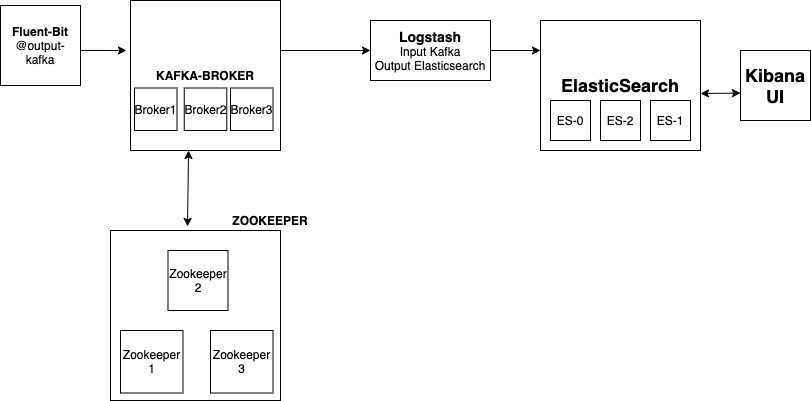 Fluent-Bit
@output-
kafka
KAFKA-BROKER
Broker1
Broker2
Broker3
Logstash
Input Kafka
Output Elasticsearch
ElasticSearch
ES-0
ES-2
ES-1
Kibana
UI
ZOOKEEPER
Zookeeper
2
Zookeeper
1
Zookeeper
3